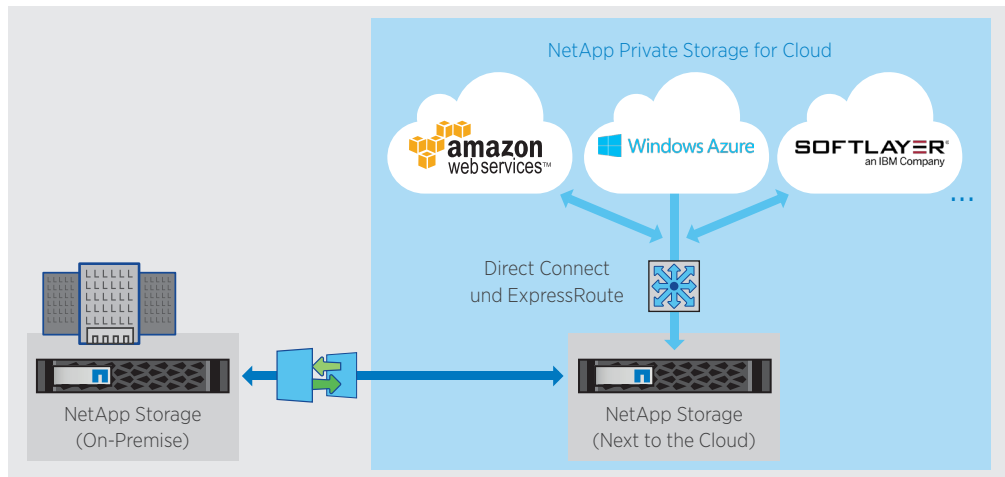 NetApp Private Storage for Cloud
amazon
web services™
Windows Azure
SOFTLAYER®
an IBM Company
...
Direct Connect
und ExpressRoute
NetApp Storage
(On-Premise)
NetApp Storage
(Next to the Cloud)